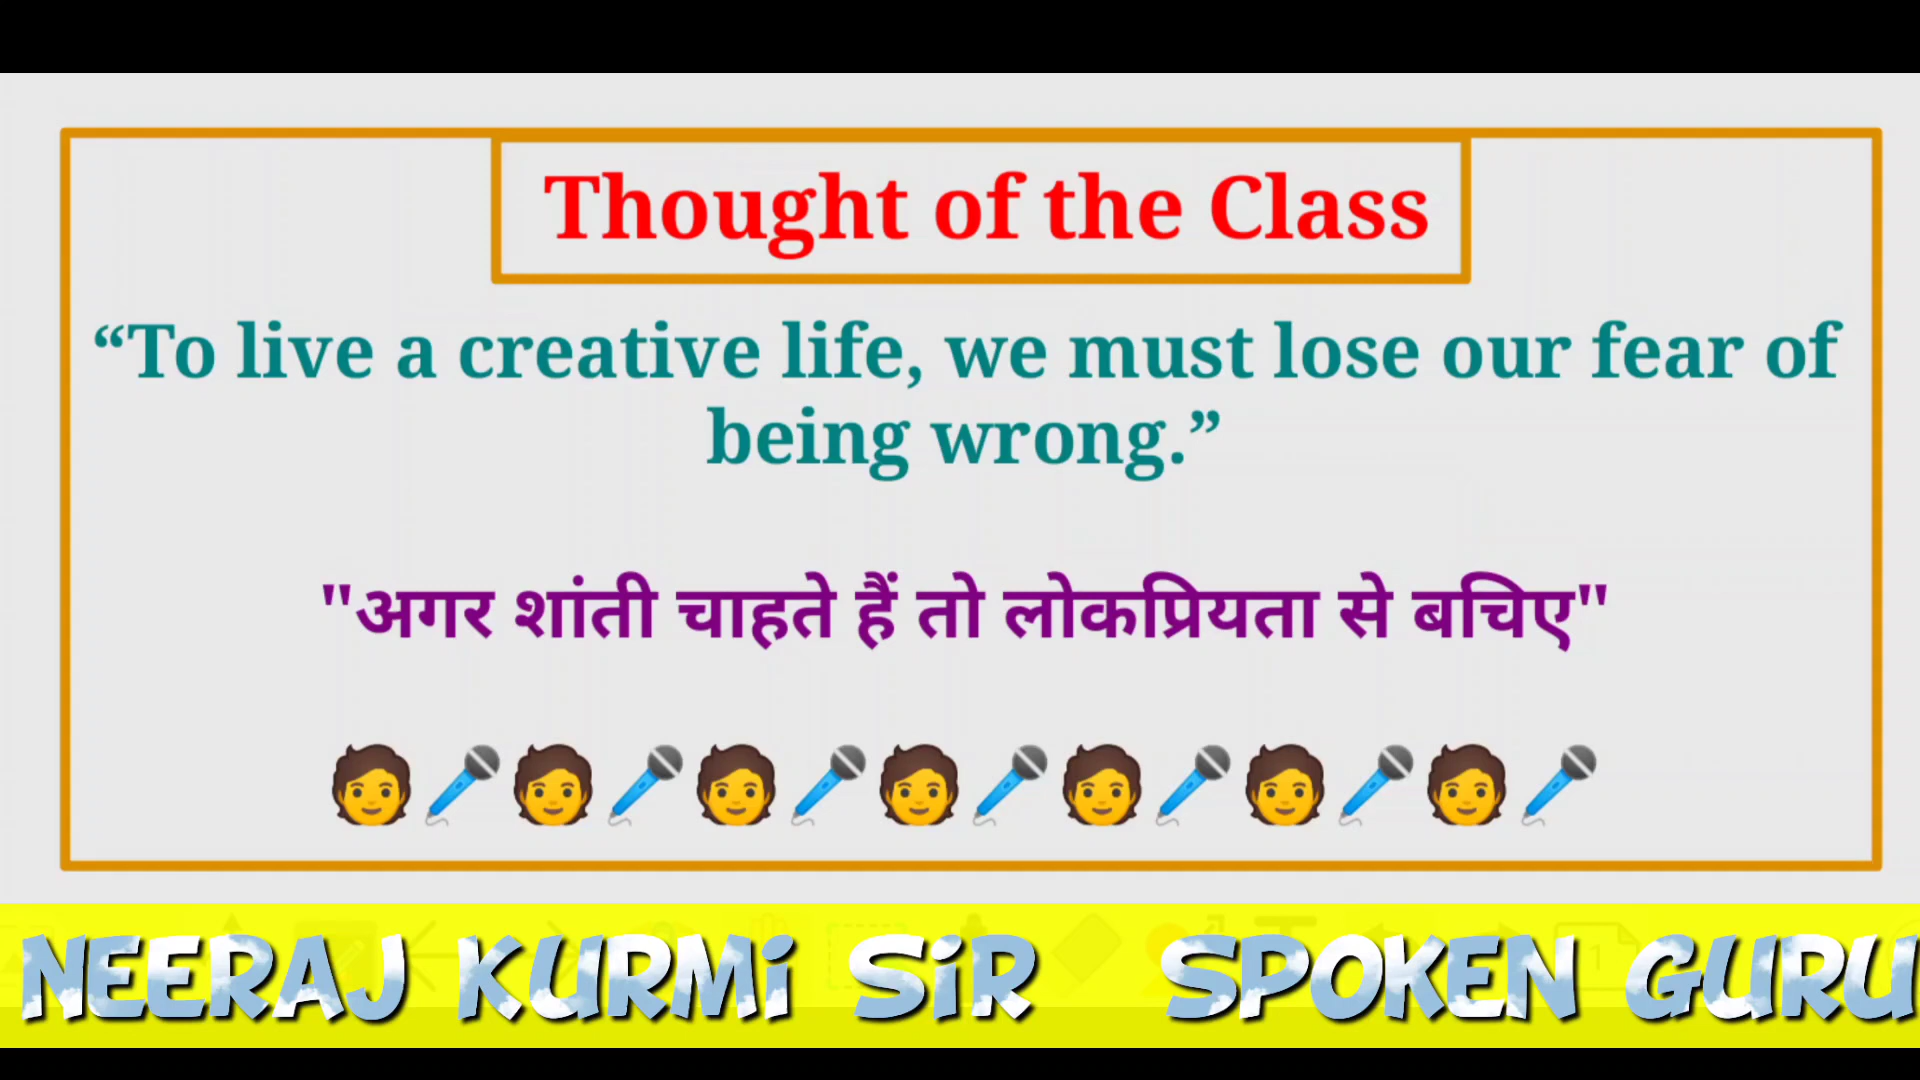 Thought of the Class
“To live a creative life, we must lose our fear of
being wrong.”
"अगर शांती चाहते हैं तो लोकप्रियता से बचिए"
NEERAJ KURMi SiR SPOKEN GURU